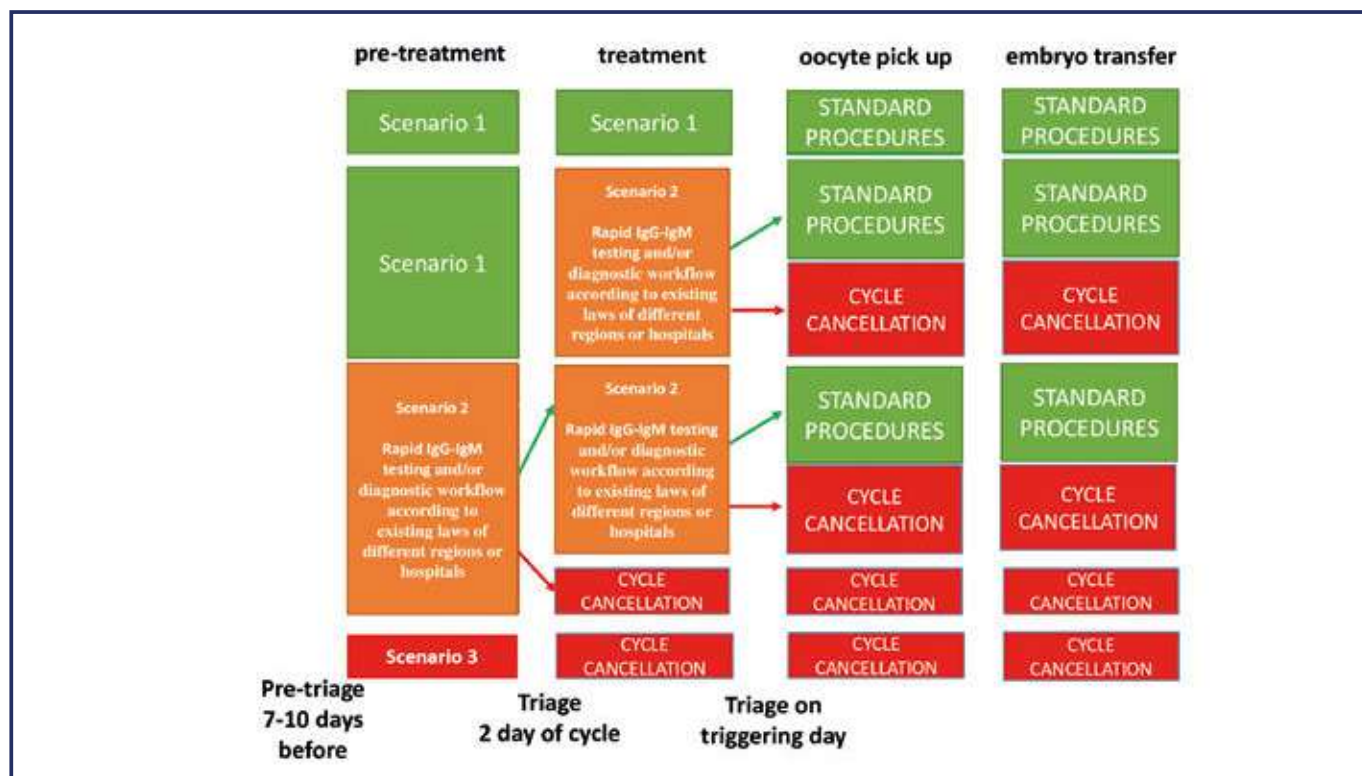 pre-treatment
treatment
oocyte pick up
embryo transfer
Scenario 1
Scenario 1
STANDARD
PROCEDURES
STANDARD
PROCEDURES
Scenario 1
Scenario 2
Rapid IgG-IgM
testing and/or
diagnostic workflow
according to existing
laws of different
regions or hospitals
STANDARD
PROCEDURES
STANDARD
PROCEDURES
CYCLE
CANCELLATION
CYCLE
CANCELLATION
Scenario 2
Rapid IgG-IgM
testing and/or
diagnostic workflow
according to
existing laws of
different regions or
hospitals
Scenario 2
Rapid IgG-IgM testing
and/or diagnostic
workflow according
to existing laws of
different regions or
hospitals
STANDARD
PROCEDURES
STANDARD
PROCEDURES
CYCLE
CANCELLATION
CYCLE
CANCELLATION
CYCLE
CANCELLATION
CYCLE
CANCELLATION
CYCLE
CANCELLATION
Scenario 3
CYCLE
CANCELLATION
CYCLE
CANCELLATION
CYCLE
CANCELLATION
Pre-triage
7-10 days
before
Triage
2 day of cycle
Triage on
triggering day